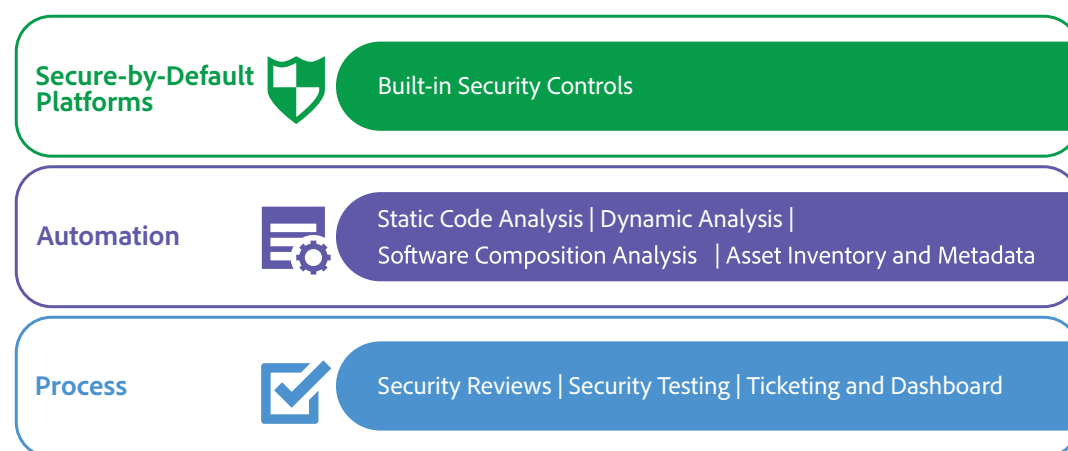 Secure-by-Default
Platforms
Built-in Security Controls
Automation
Static Code Analysis | Dynamic Analysis |
Software Composition Analysis | Asset Inventory and Metadata
Process
Security Reviews | Security Testing | Ticketing and Dashboard